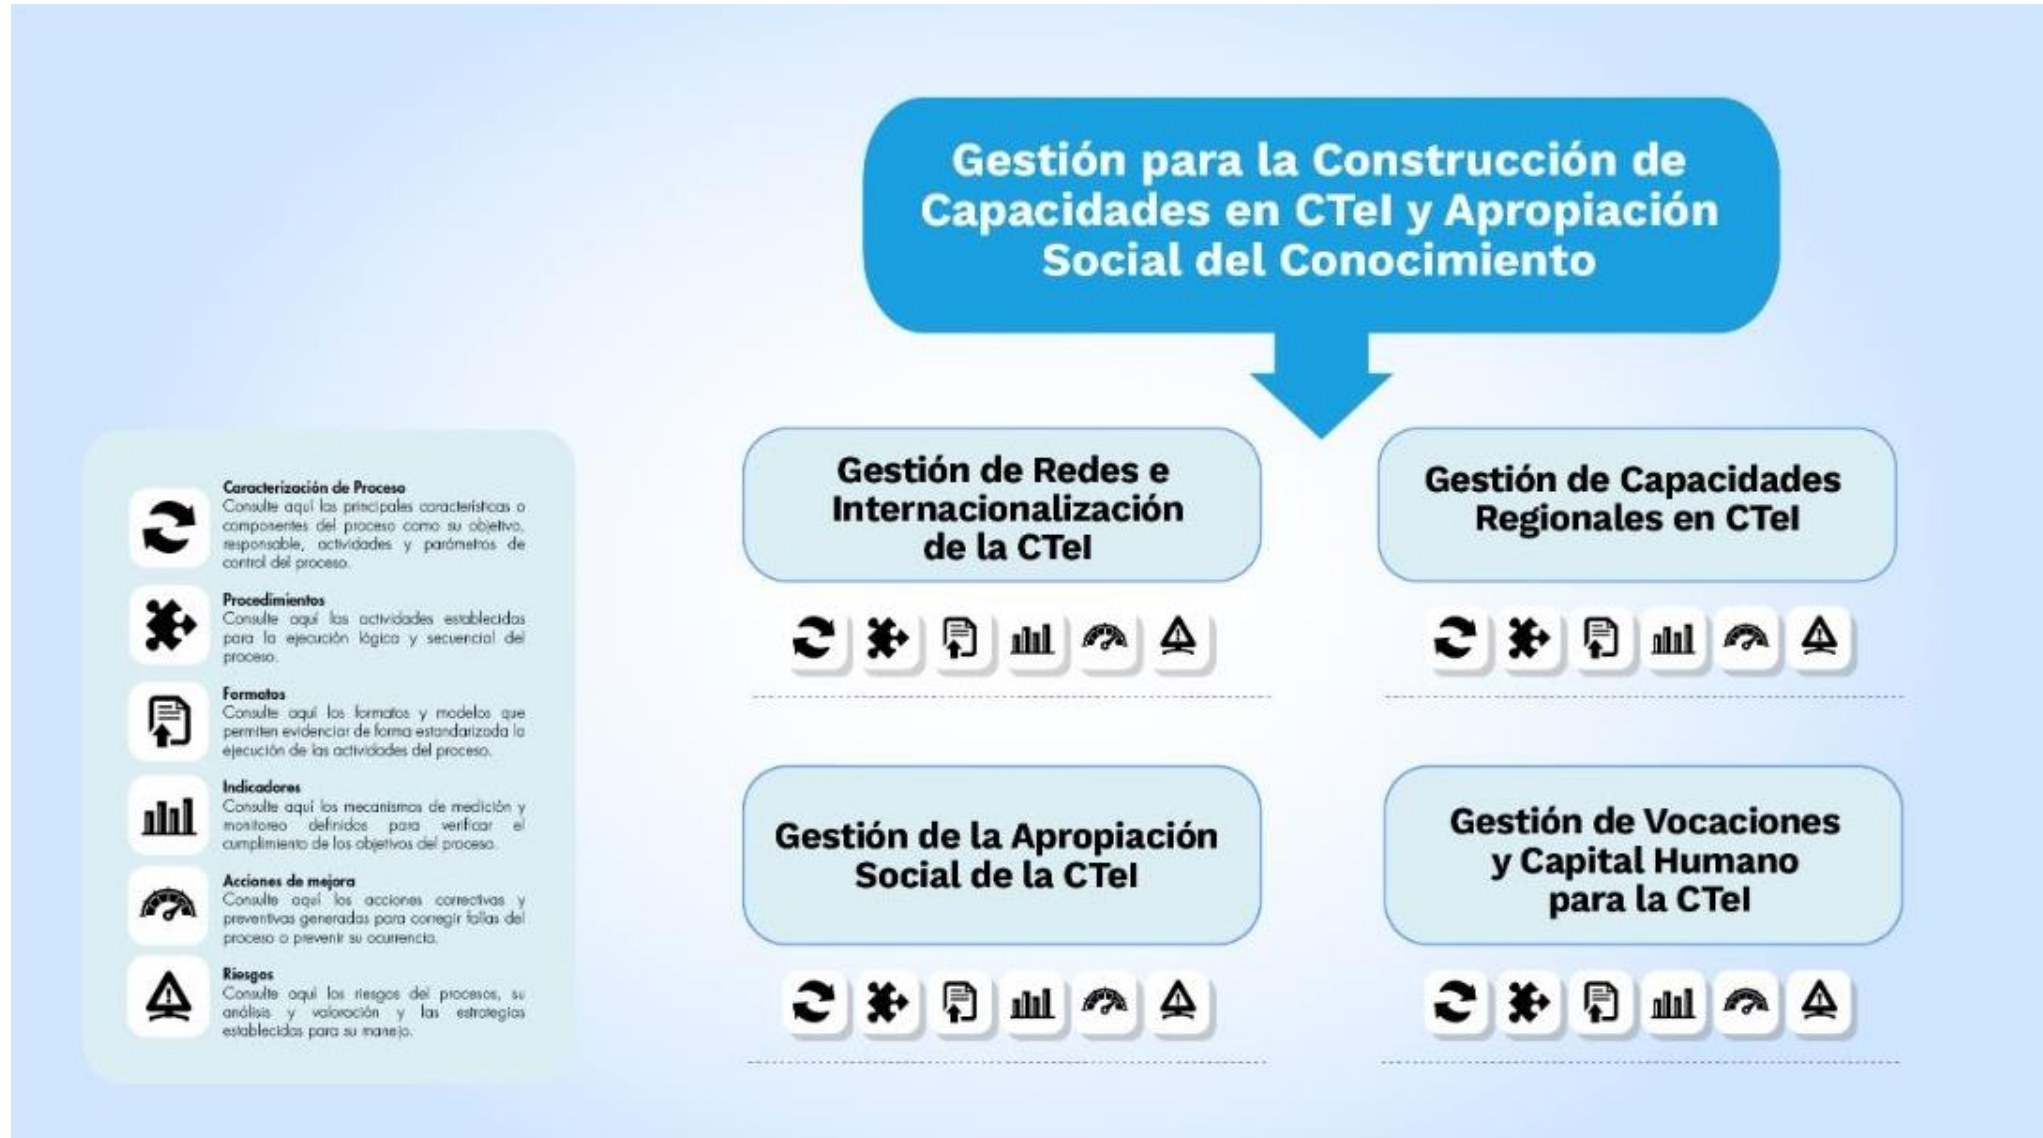 Gestión para la Construcción de
Capacidades en CTeI y Apropiación
Social del Conocimiento
Caracterización de Proceso
Consulte aquí las principales características o
componentes del proceso como su objetivo,
responsable, actividades y parámetros de
control del proceso.
Procedimientos
Consulte aquí las actividades establecidas
para la ejecución lógica y secuencial del
proceso.
Formatos
Consulte aquí los formatos y modelos que
permiten evidenciar de forma estandarizada la
ejecución de las actividades del proceso.
Indicadores
Consulte aquí los mecanismos de medición y
monitoreo definidos para verificar el
cumplimiento de los objetivos del proceso.
Acciones de mejora
Consulte aquí las acciones correctivas y
preventivas generadas para corregir fallas del
proceso o prevenir su ocurrencia.
Riesgos
Consulte aquí los riesgos del procesos, su
análisis y valoración y las estrategias
establecidas para su manejo.
Gestión de Redes e
Internacionalización
de la CTeI
Gestión de Capacidades
Regionales en CTeI
Gestión de la Apropiación
Social de la CTeI
Gestión de Vocaciones
y Capital Humano
para la CTeI